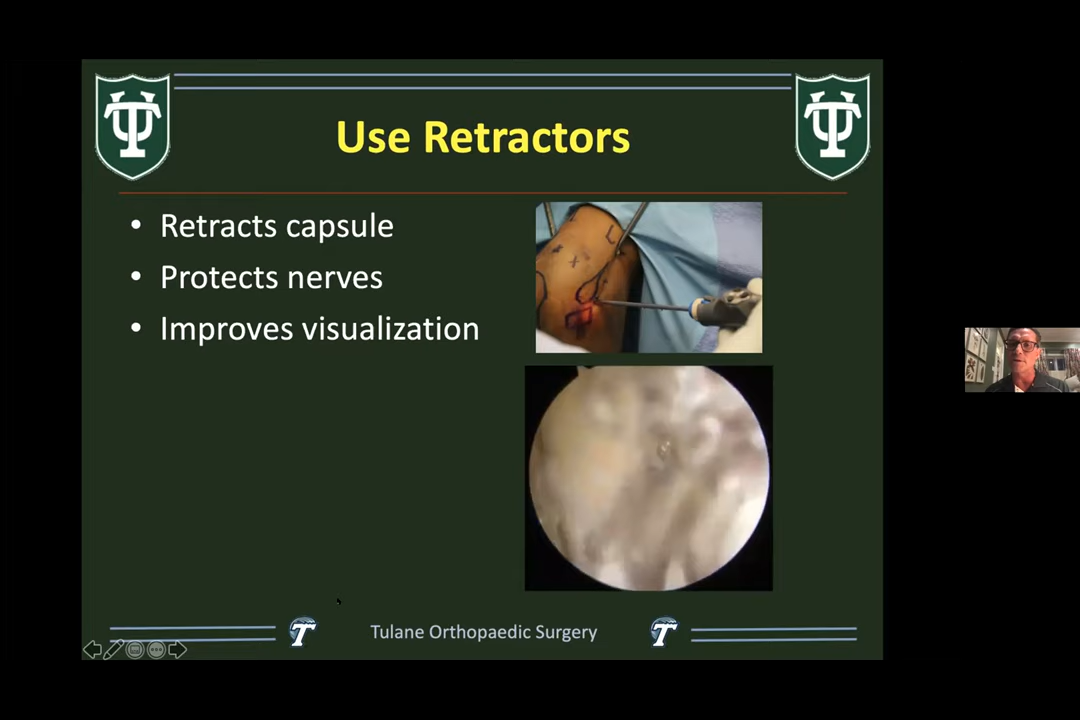 Use Retractors
• Retracts capsule
• Protects nerves
• Improves visualization
Tulane Orthopaedic Surgery